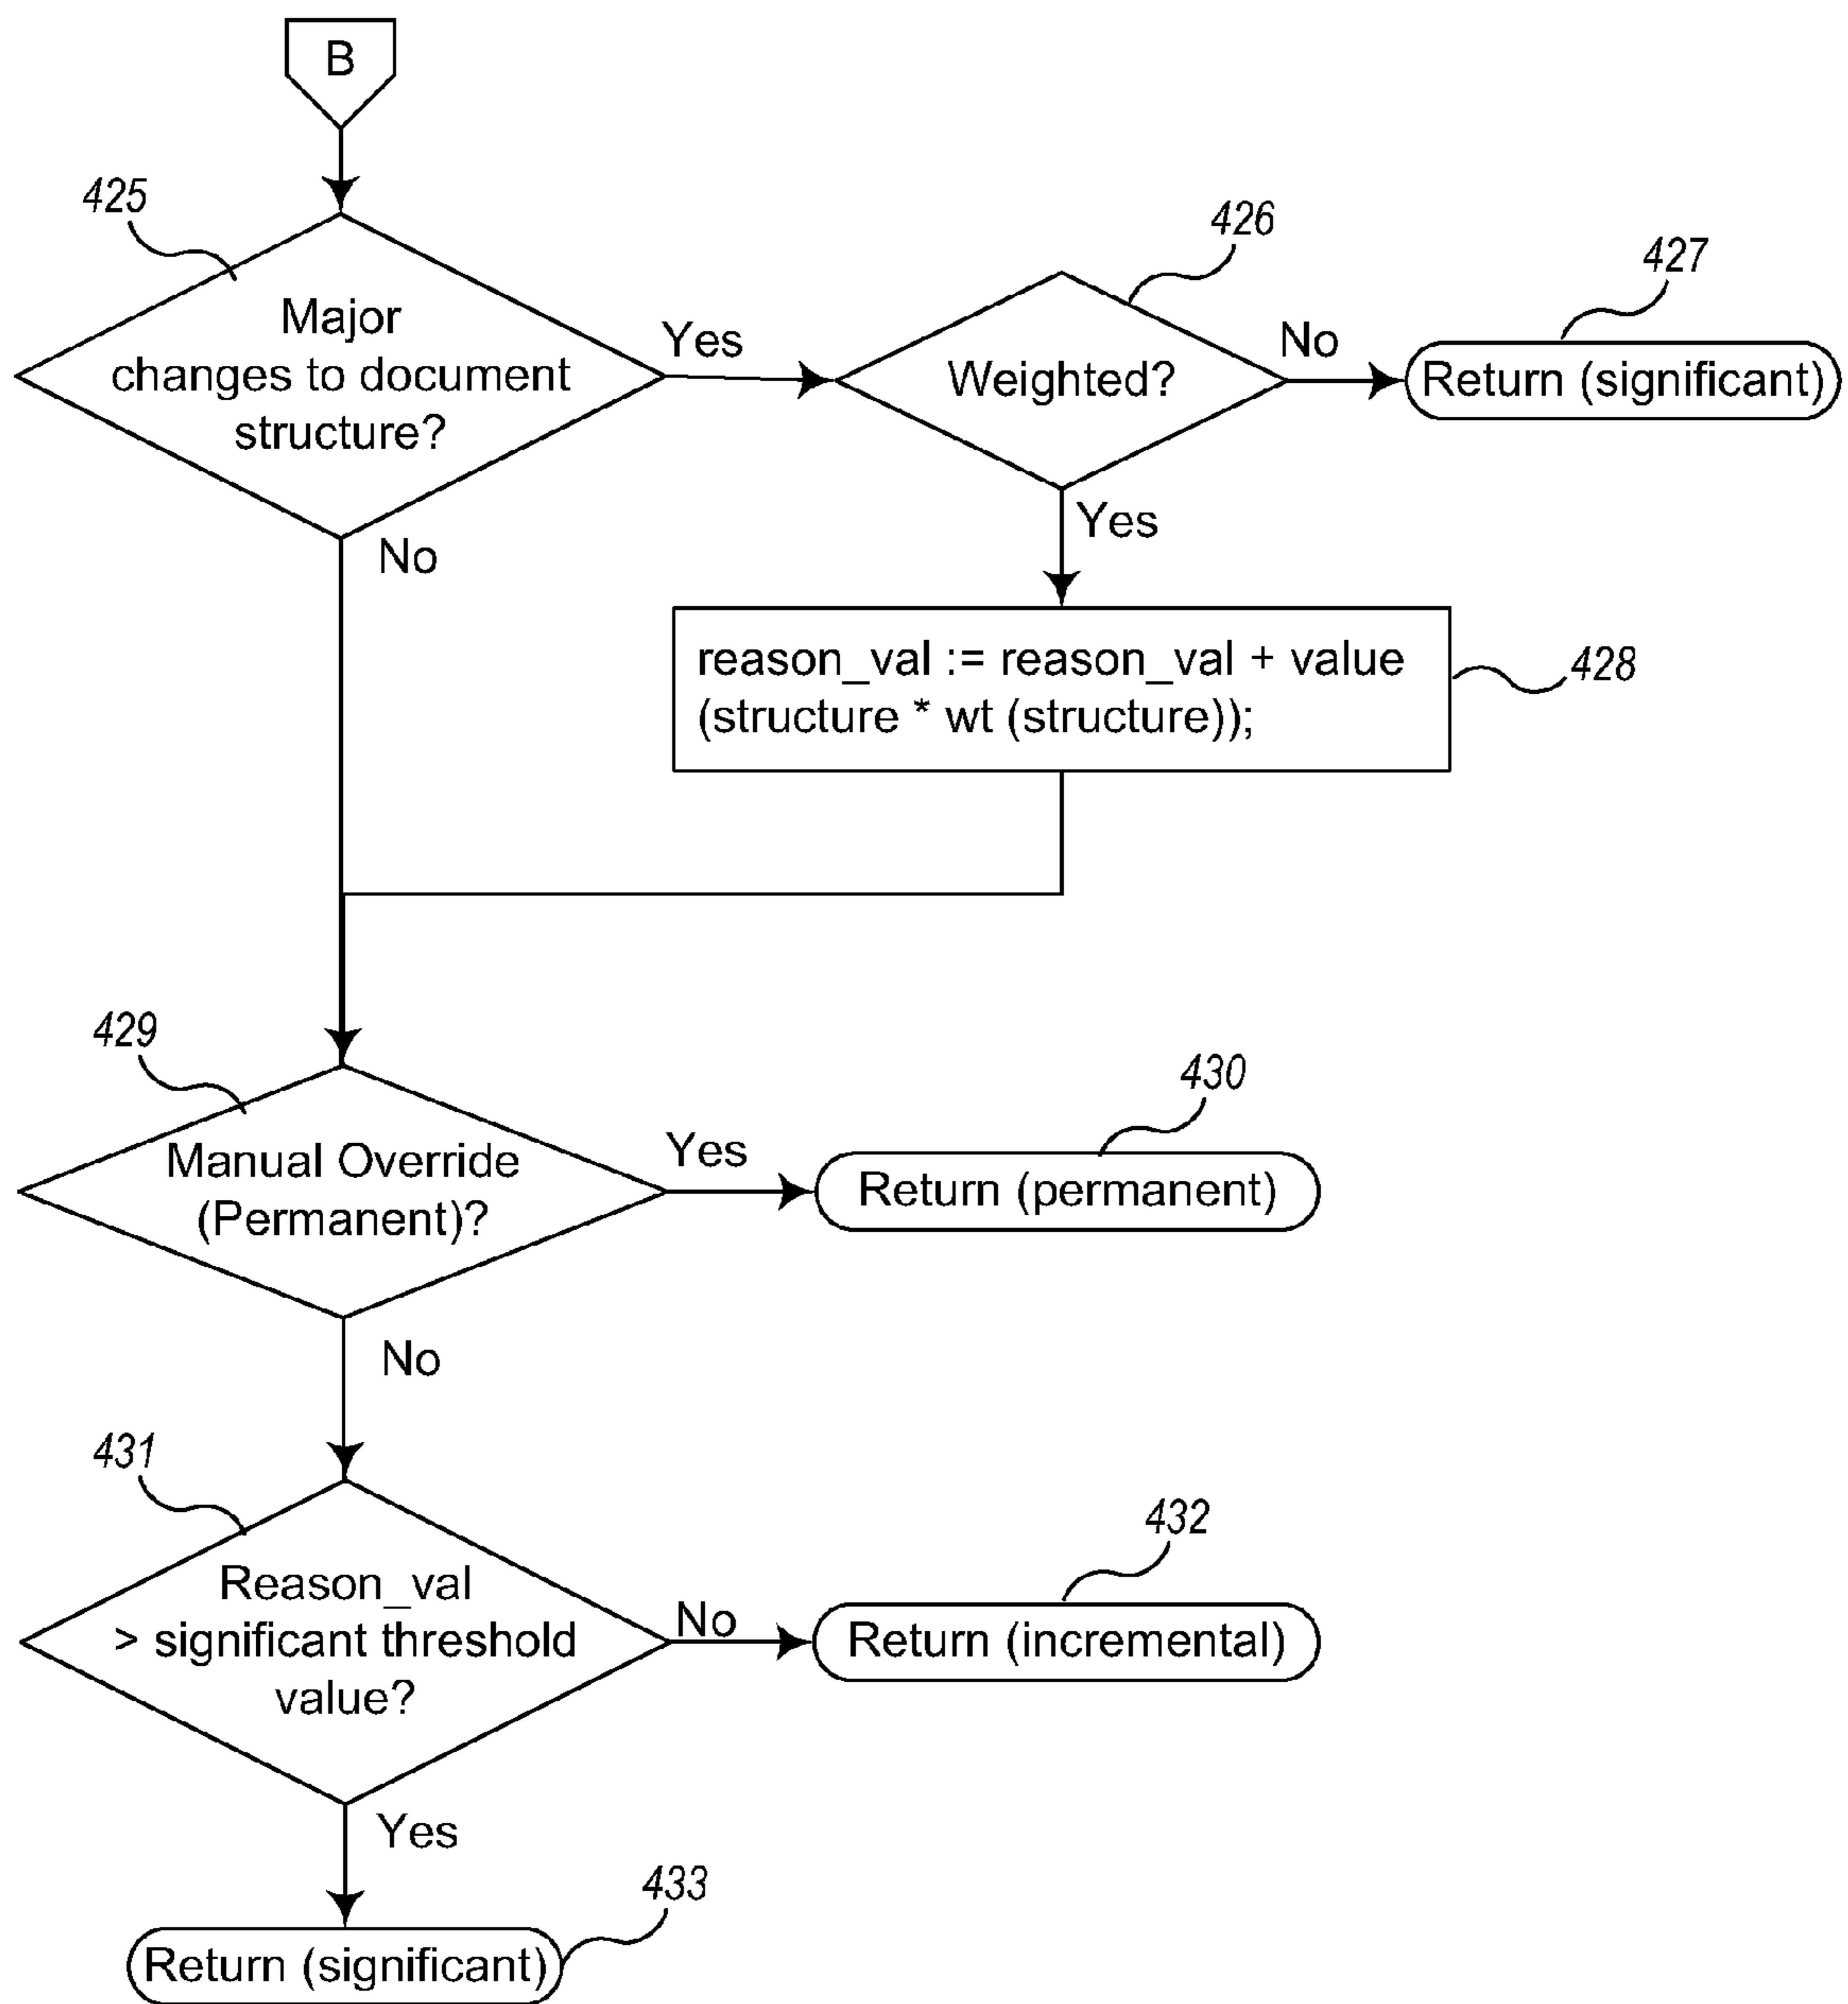 B
425
Major
changes to document
structure?
Yes
426
Weighted?
No
427
Return (significant)
Yes
No
reason_val := reason_val + value
(structure * wt (structure));
428
429
Manual Override
(Permanent)?
Yes
430
Return (permanent)
No
431
Reason_val
> significant threshold
value?
No
432
Return (incremental)
Yes
433
Return (significant)